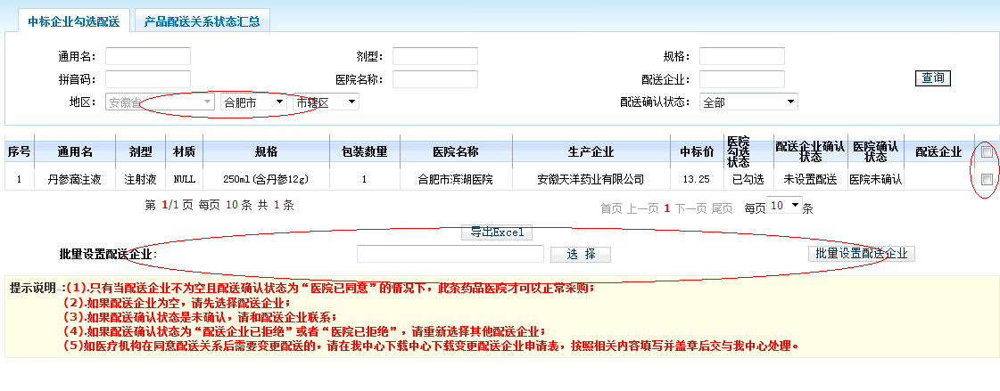 中标企业勾选配送 产品配送关系状态汇总
通用名： 剂型： 规格：
拼音码： 医院名称： 配送企业： 查询
地区： 安徽省 合肥市 市辖区 配送确认状态： 全部
序号 通用名 剂型 材质 规格 包装数量 医院名称 生产企业 中标价 医院勾选状态 配送企业确认状态 医院确认状态 配送企业
1 丹参滴注液 注射液 NULL 250ml(含丹参12g) 1 合肥市滨湖医院 安徽天洋药业有限公司 13.25 已勾选 未设置配送 医院未确认
第 1/1 页 每页 10 条 共 1 条 首页 上一页 1 下一页 尾页 每页 10 条
导出Excel
批量设置配送企业： 选 择 批量设置配送企业
提示说明 :(1).只有当配送企业不为空且配送确认状态为“医院已同意”的情况下，此条药品医院才可以正常采购；
(2).如果配送企业为空，请先选择配送企业；
(3).如果配送确认状态是未确认，请和配送企业联系；
(4).如果配送确认状态为“配送企业已拒绝”或者“医院已拒绝”，请重新选择其他配送企业；
(5)如医疗机构在同意配送关系后需要变更配送的，请在我中心下载中心下载变更配送企业申请表，按照相关内容填写并盖章后交与我中心处理。